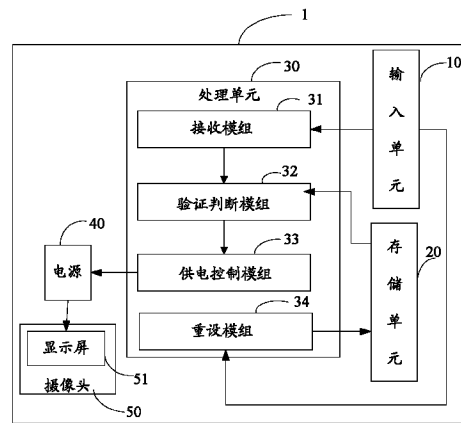 1
30
10
处理单元
31
输入单元
接收模组
32
验证判断模组
40
33
20
电源
供电控制模组
存储单元
34
显示屏
重设模组
51
摄像头
50